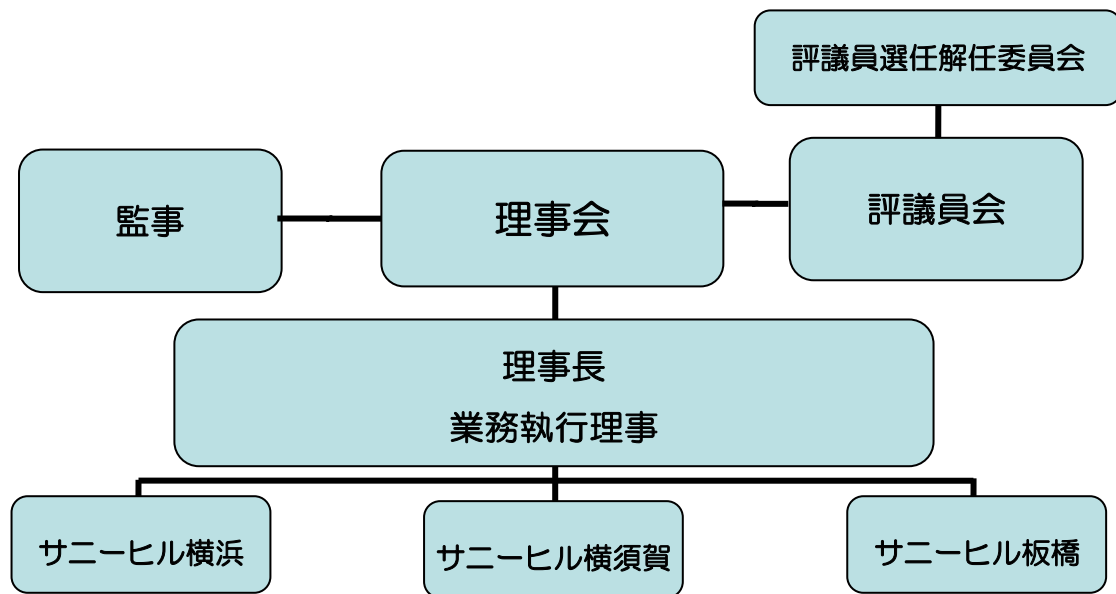 評議員選任解任委員会
監事
理事会
評議員会
理事長
業務執行理事
サニーヒル横浜
サニーヒル横須賀
サニーヒル板橋